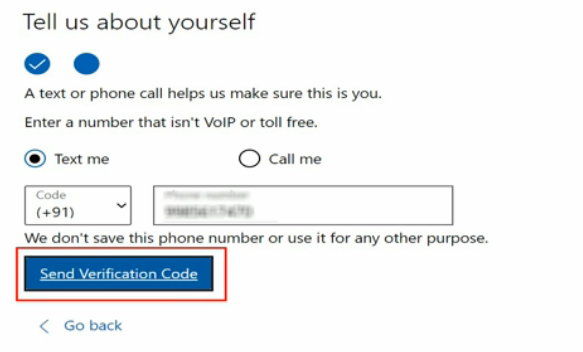 Tell us about yourself
A text or phone call helps us make sure this is you.
Enter a number that isn't VoIP or toll free.
Text me
Call me
Code
(+91)
We don't save this phone number or use it for any other purpose.
Send Verification Code
Go back